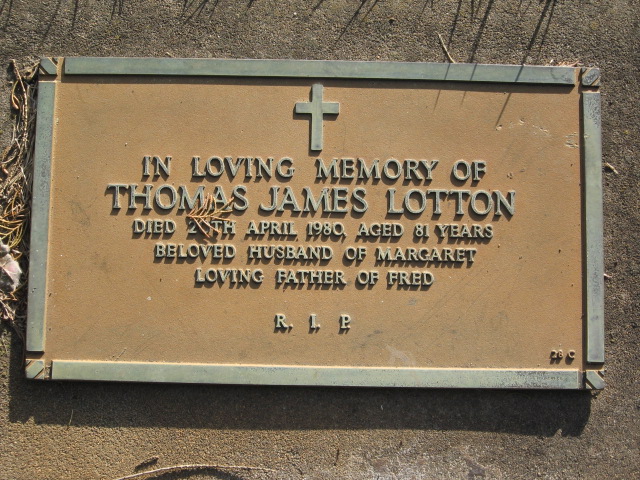 IN LOVING MEMORY OF
THOMAS JAMES LOTTON
DIED APRIL 1980, AGED 81 YEARS
BELOVED HUSBAND OF MARGARET
LOVING FATHER OF FRED
R. I. P.